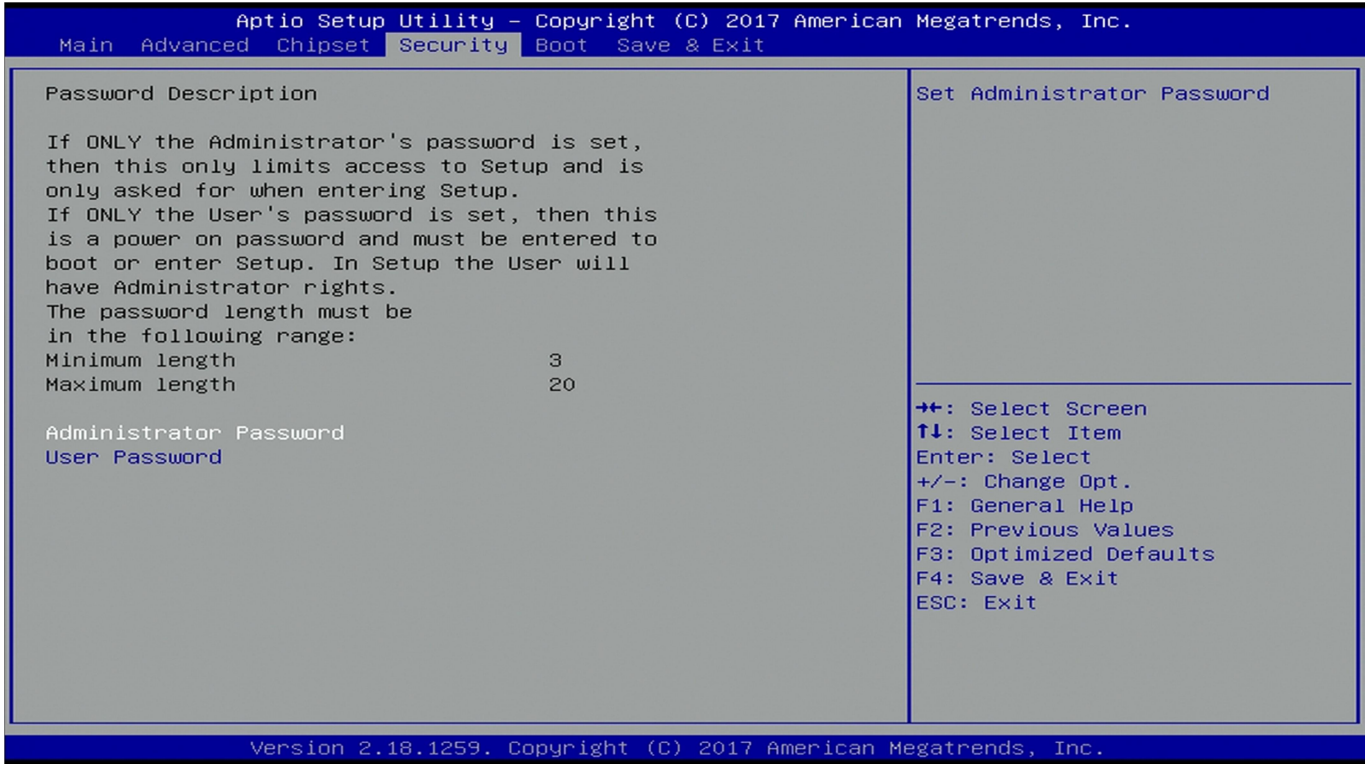 Aptio Setup Utility – Copyright (C) 2017 American Megatrends, Inc.
Main Advanced Chipset Security Boot Save & Exit
Password Description
If ONLY the Administrator's password is set,
then this only limits access to Setup and is
only asked for when entering Setup.
If ONLY the User's password is set, then this
is a power on password and must be entered to
boot or enter Setup. In Setup the User will
have Administrator rights.
The password length must be
in the following range:
Minimum length 3
Maximum length 20
Administrator Password
User Password
Set Administrator Password
→←: Select Screen
↑↓: Select Item
Enter: Select
+/-: Change Opt.
F1: General Help
F2: Previous Values
F3: Optimized Defaults
F4: Save & Exit
ESC: Exit
Version 2.18.1259. Copyright (C) 2017 American Megatrends, Inc.